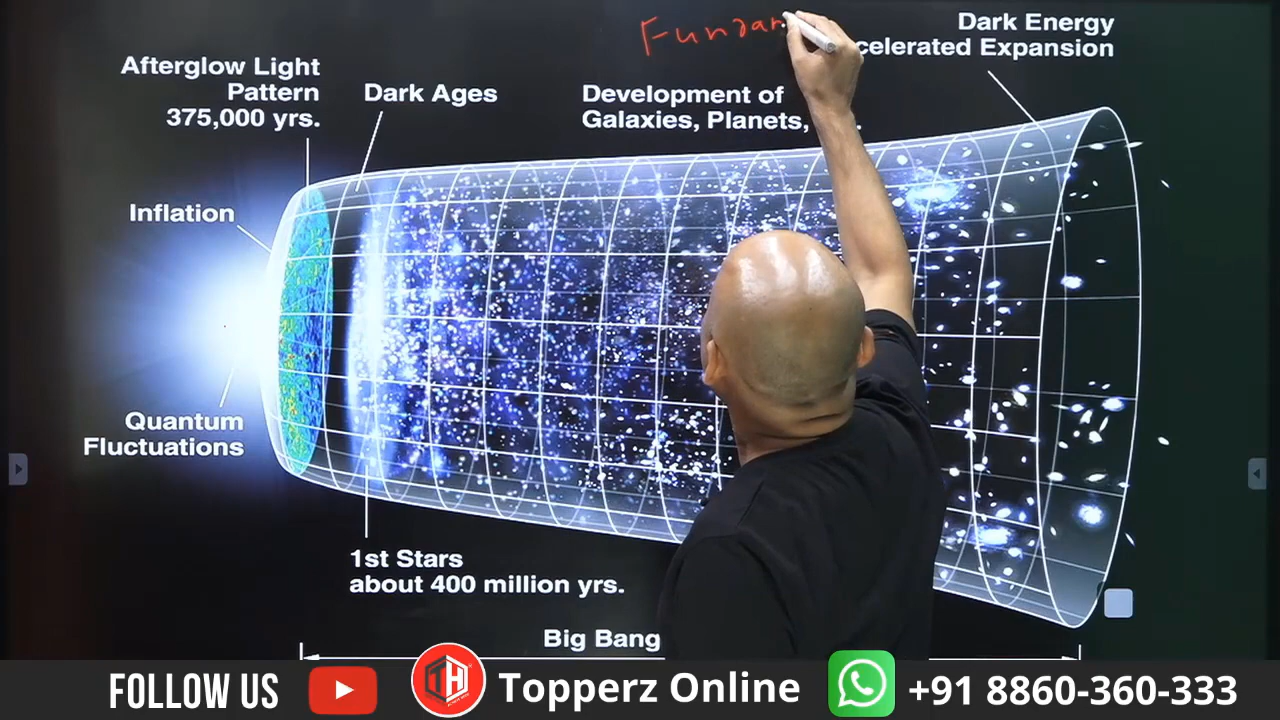 Dark Energy
celerated Expansion
Afterglow Light
Pattern
375,000 yrs.
Dark Ages
Development of
Galaxies, Planets,
Inflation
Quantum
Fluctuations
1st Stars
about 400 million yrs.
Big Bang
FOLLOW US
TH
Topperz Online
+91 8860-360-333